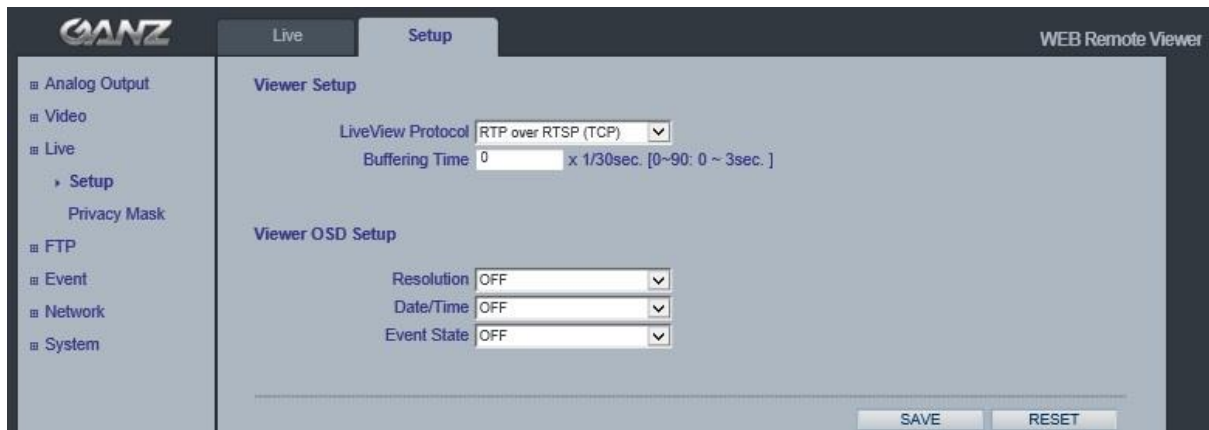 GANZ
Live
Setup
WEB Remote Viewer
Analog Output
Video
Live
Setup
Privacy Mask
FTP
Event
Network
System
Viewer Setup
LiveView Protocol RTP over RTSP (TCP)
Buffering Time 0 x 1/30sec. [0~90: 0 ~ 3sec. ]
Viewer OSD Setup
Resolution OFF
Date/Time OFF
Event State OFF
SAVE RESET